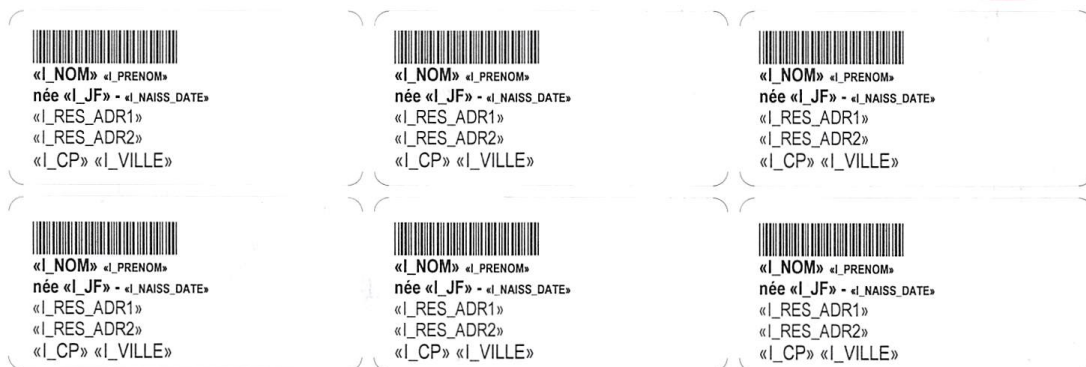 «I_NOM» «I_PRENOM»
née «I_JF» - «I_NAISS_DATE»
«I_RES_ADR1»
«I_RES_ADR2»
«I_CP» «I_VILLE»
«I_NOM» «I_PRENOM»
née «I_JF» - «I_NAISS_DATE»
«I_RES_ADR1»
«I_RES_ADR2»
«I_CP» «I_VILLE»
«I_NOM» «I_PRENOM»
née «I_JF» - «I_NAISS_DATE»
«I_RES_ADR1»
«I_RES_ADR2»
«I_CP» «I_VILLE»
«I_NOM» «I_PRENOM»
née «I_JF» - «I_NAISS_DATE»
«I_RES_ADR1»
«I_RES_ADR2»
«I_CP» «I_VILLE»
«I_NOM» «I_PRENOM»
née «I_JF» - «I_NAISS_DATE»
«I_RES_ADR1»
«I_RES_ADR2»
«I_CP» «I_VILLE»
«I_NOM» «I_PRENOM»
née «I_JF» - «I_NAISS_DATE»
«I_RES_ADR1»
«I_RES_ADR2»
«I_CP» «I_VILLE»